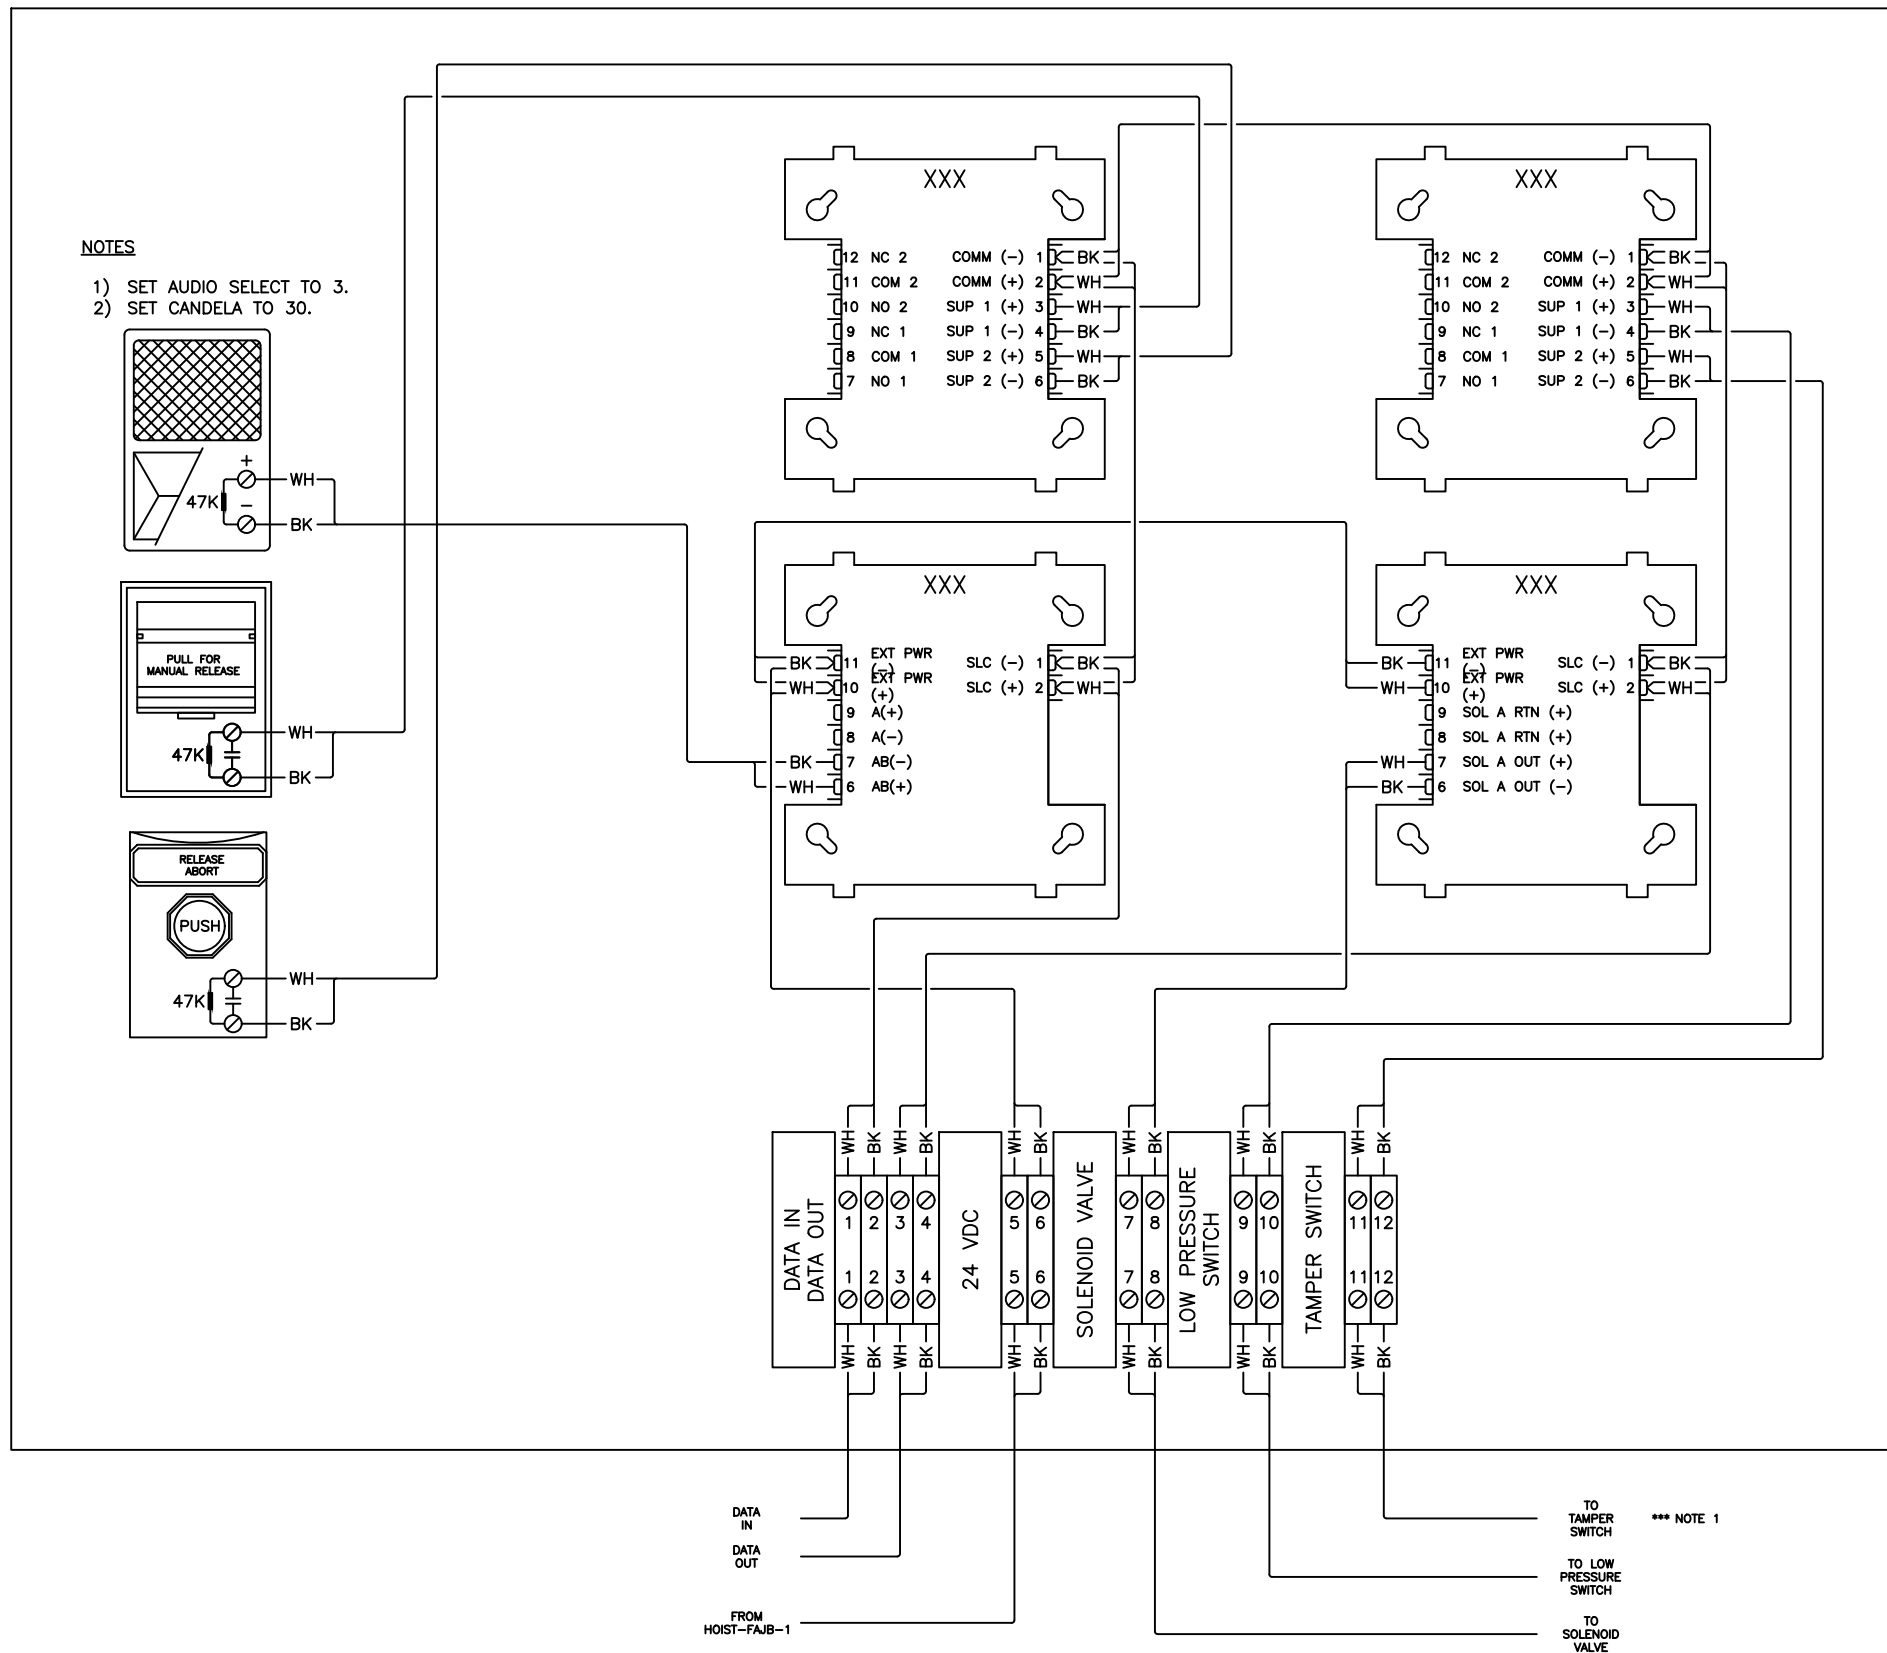 NOTES
1) SET AUDIO SELECT TO 3.
2) SET CANDELA TO 30.
+
WH
47K
−
BK
PULL FOR
MANUAL RELEASE
WH
47K
BK
RELEASE
ABORT
PUSH
WH
47K
BK
XXX
12 NC 2 COMM (−) 1 BK
11 COM 2 COMM (+) 2 WH
10 NO 2 SUP 1 (+) 3 WH
9 NC 1 SUP 1 (−) 4 BK
8 COM 1 SUP 2 (+) 5 WH
7 NO 1 SUP 2 (−) 6 BK
XXX
12 NC 2 COMM (−) 1 BK
11 COM 2 COMM (+) 2 WH
10 NO 2 SUP 1 (+) 3 WH
9 NC 1 SUP 1 (−) 4 BK
8 COM 1 SUP 2 (+) 5 WH
7 NO 1 SUP 2 (−) 6 BK
XXX
BK 11 EXT PWR (−) SLC (−) 1 BK
WH 10 EXT PWR (+) SLC (+) 2 WH
9 A(+)
8 A(−)
BK 7 AB(−)
WH 6 AB(+)
XXX
BK 11 EXT PWR (−) SLC (−) 1 BK
WH 10 EXT PWR (+) SLC (+) 2 WH
9 SOL A RTN (+)
8 SOL A RTN (+)
WH 7 SOL A OUT (+)
BK 6 SOL A OUT (−)
WH BK WH BK WH BK WH BK WH BK WH BK
DATA IN
DATA OUT
24 VDC
SOLENOID VALVE
LOW PRESSURE
SWITCH
TAMPER SWITCH
1 2 3 4 5 6 7 8 9 10 11 12
1 2 3 4 5 6 7 8 9 10 11 12
WH BK WH BK WH BK WH BK WH BK WH BK
DATA
IN
DATA
OUT
FROM
HOIST−FAJB−1
TO
TAMPER
SWITCH
*** NOTE 1
TO LOW
PRESSURE
SWITCH
TO
SOLENOID
VALVE